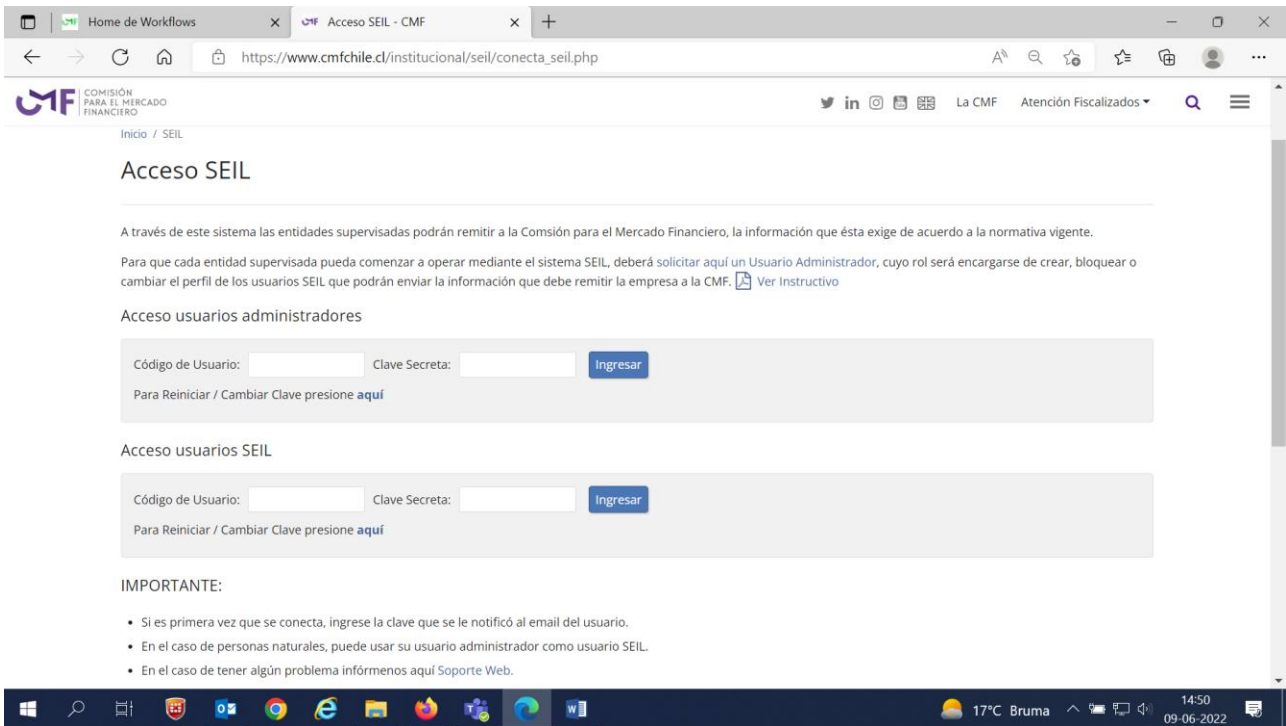 Home de Workflows
Acceso SEIL - CMF
https://www.cmfchile.cl/institucional/seil/conecta_seil.php
CMF COMISIÓN
PARA EL MERCADO
FINANCIERO
La CMF Atención Fiscalizados
Inicio / SEIL
Acceso SEIL
A través de este sistema las entidades supervisadas podrán remitir a la Comsión para el Mercado Financiero, la información que ésta exige de acuerdo a la normativa vigente.
Para que cada entidad supervisada pueda comenzar a operar mediante el sistema SEIL, deberá solicitar aquí un Usuario Administrador, cuyo rol será encargarse de crear, bloquear o
cambiar el perfil de los usuarios SEIL que podrán enviar la información que debe remitir la empresa a la CMF. Ver Instructivo
Acceso usuarios administradores
Código de Usuario: Clave Secreta: Ingresar
Para Reiniciar / Cambiar Clave presione aquí
Acceso usuarios SEIL
Código de Usuario: Clave Secreta: Ingresar
Para Reiniciar / Cambiar Clave presione aquí
IMPORTANTE:
• Si es primera vez que se conecta, ingrese la clave que se le notificó al email del usuario.
• En el caso de personas naturales, puede usar su usuario administrador como usuario SEIL.
• En el caso de tener algún problema infórmenos aquí Soporte Web.
17°C Bruma
14:50
09-06-2022